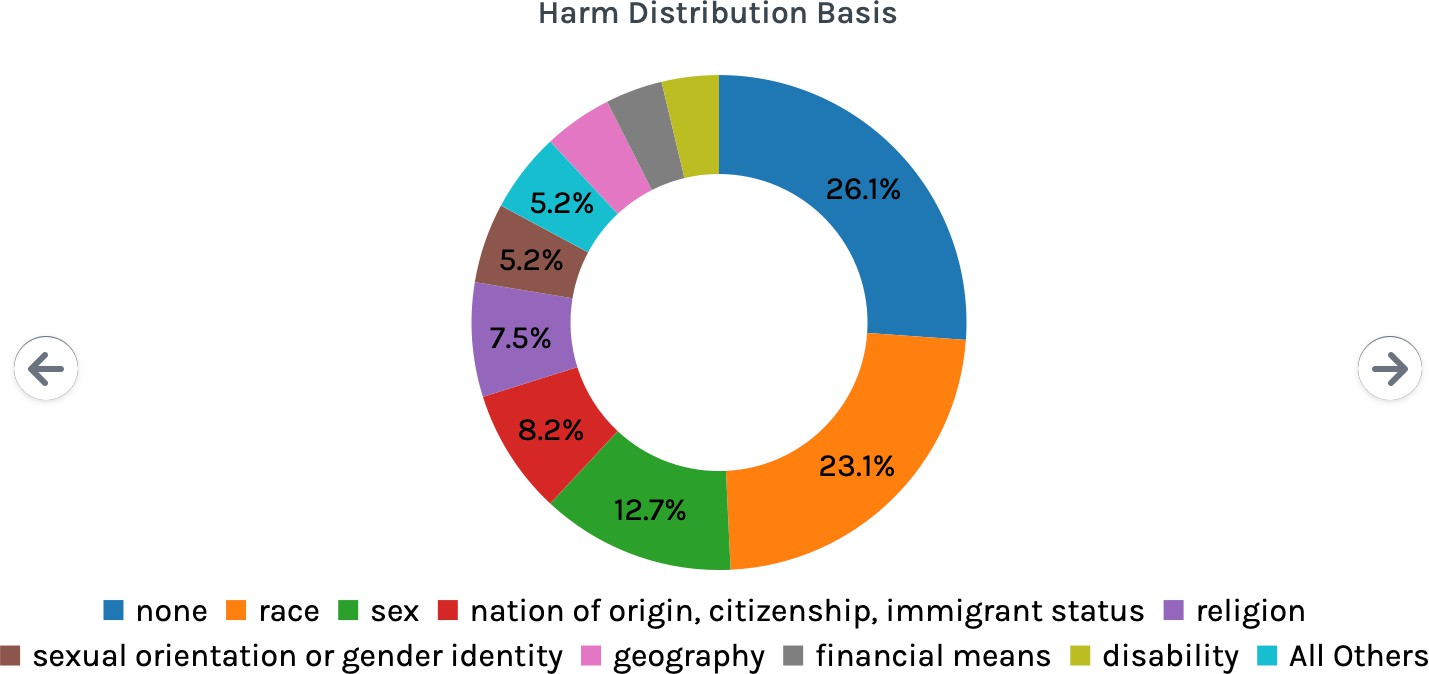 Harm Distribution Basis
26.1%
5.2%
5.2%
7.5%
8.2%
23.1%
12.7%
none race sex nation of origin, citizenship, immigrant status religion
sexual orientation or gender identity geography financial means disability All Others